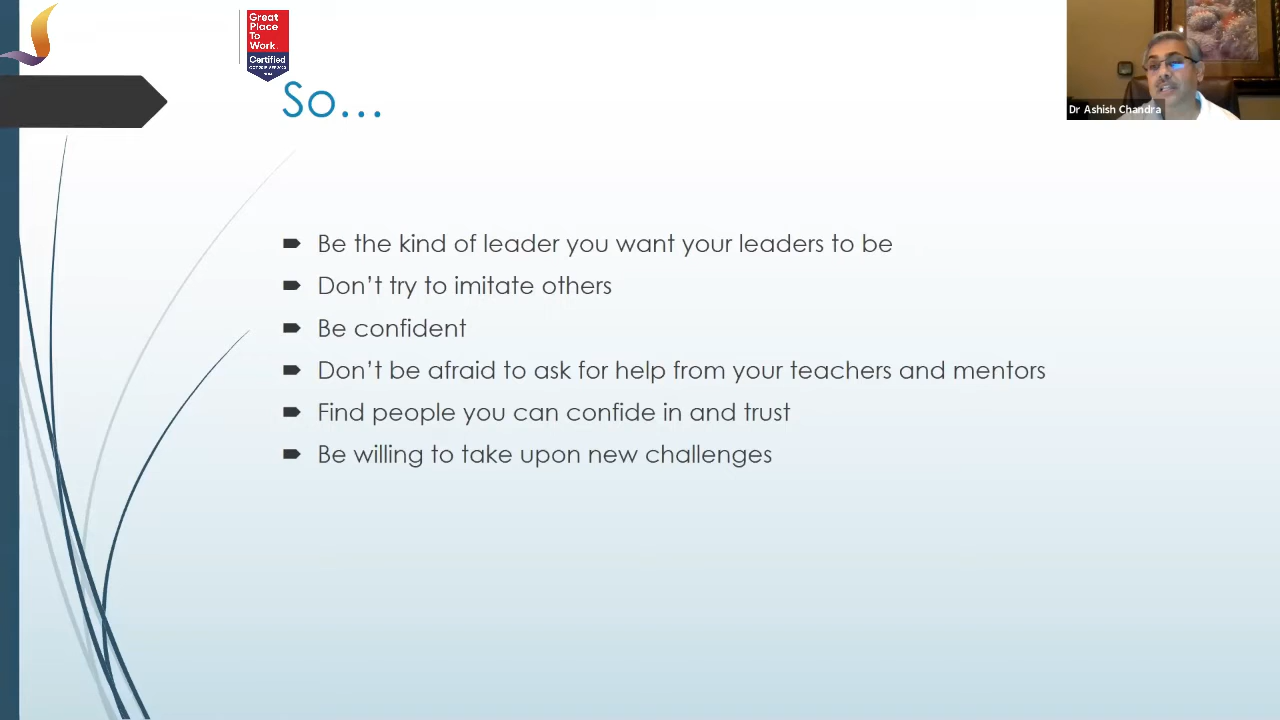 Great
Place
To
Work.
Certified
So...
Dr Ashish Chandra
Be the kind of leader you want your leaders to be
Don't try to imitate others
Be confident
Don't be afraid to ask for help from your teachers and mentors
Find people you can confide in and trust
Be willing to take upon new challenges